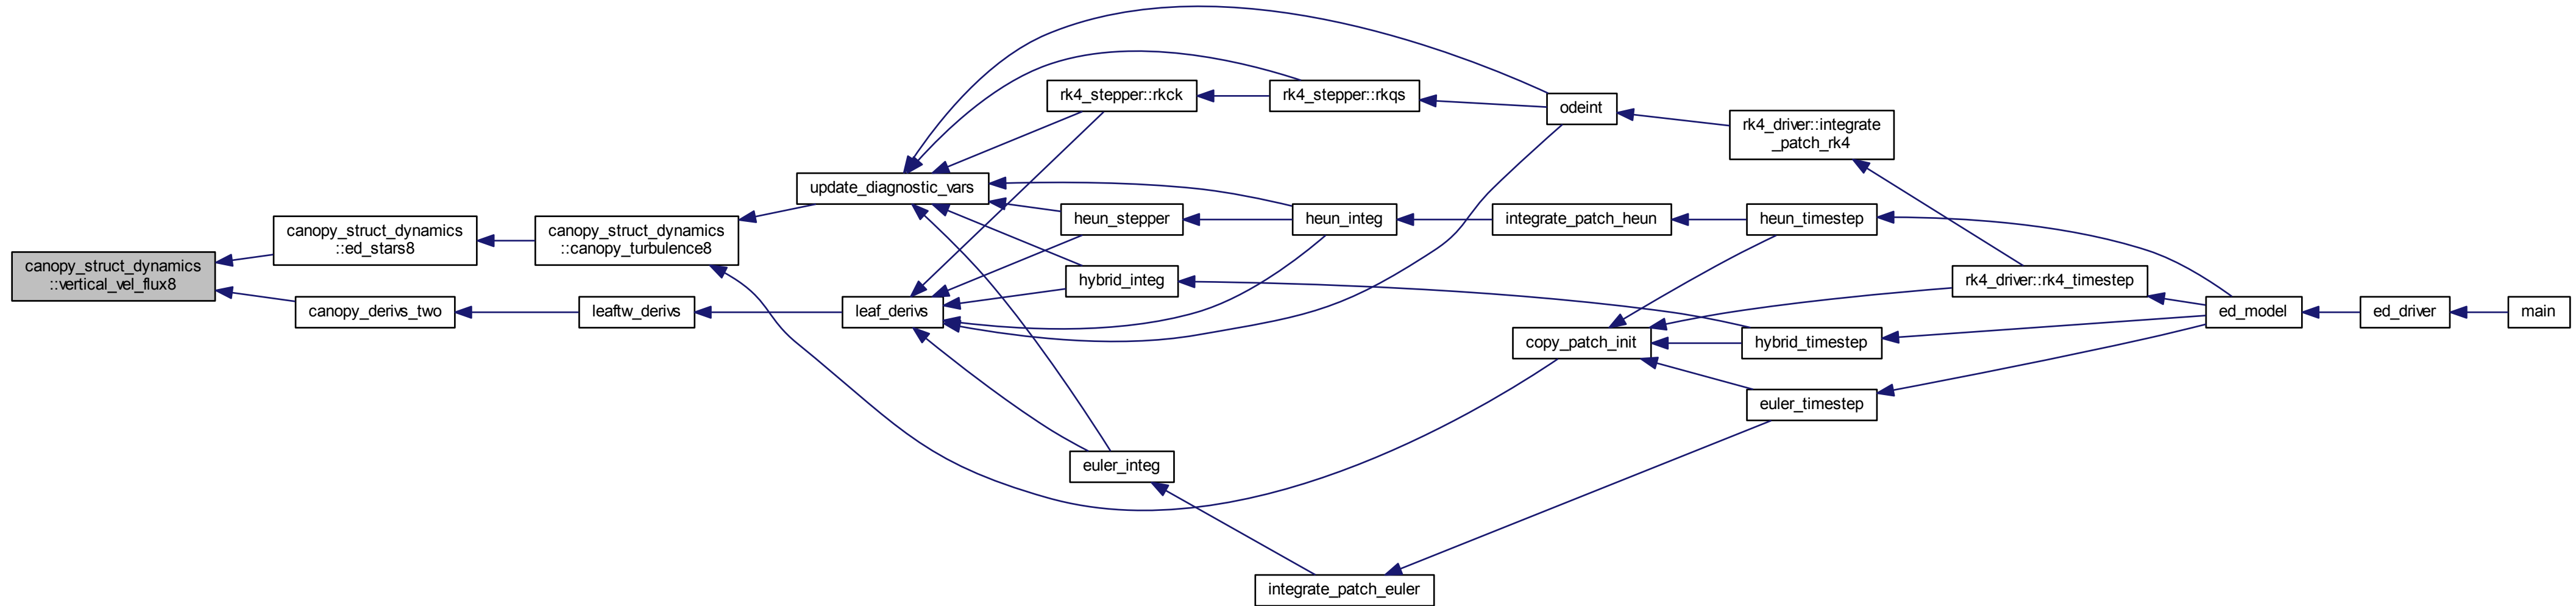 canopy_struct_dynamics
::vertical_vel_flux8
canopy_struct_dynamics
::ed_stars8
canopy_derivs_two
canopy_struct_dynamics
::canopy_turbulence8
leaftw_derivs
update_diagnostic_vars
leaf_derivs
rk4_stepper::rkck
heun_stepper
hybrid_integ
euler_integ
rk4_stepper::rkqs
heun_integ
integrate_patch_euler
odeint
integrate_patch_heun
copy_patch_init
rk4_driver::integrate
_patch_rk4
heun_timestep
hybrid_timestep
euler_timestep
rk4_driver::rk4_timestep
ed_model
ed_driver
main